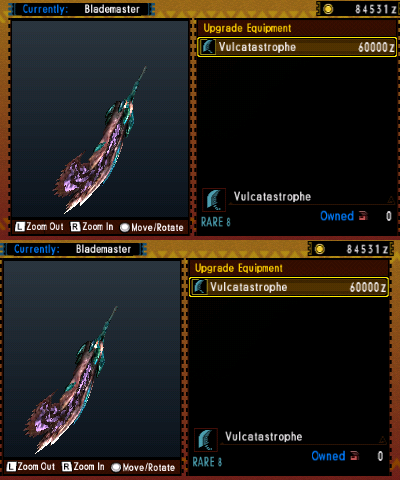 Currently: Blademaster
84531z
Upgrade Equipment
Vulcatastrophe 60000z
Vulcatastrophe
RARE 8
Owned 0
L Zoom Out R Zoom In Move/Rotate
Currently: Blademaster
84531z
Upgrade Equipment
Vulcatastrophe 60000z
Vulcatastrophe
RARE 8
Owned 0
L Zoom Out R Zoom In Move/Rotate